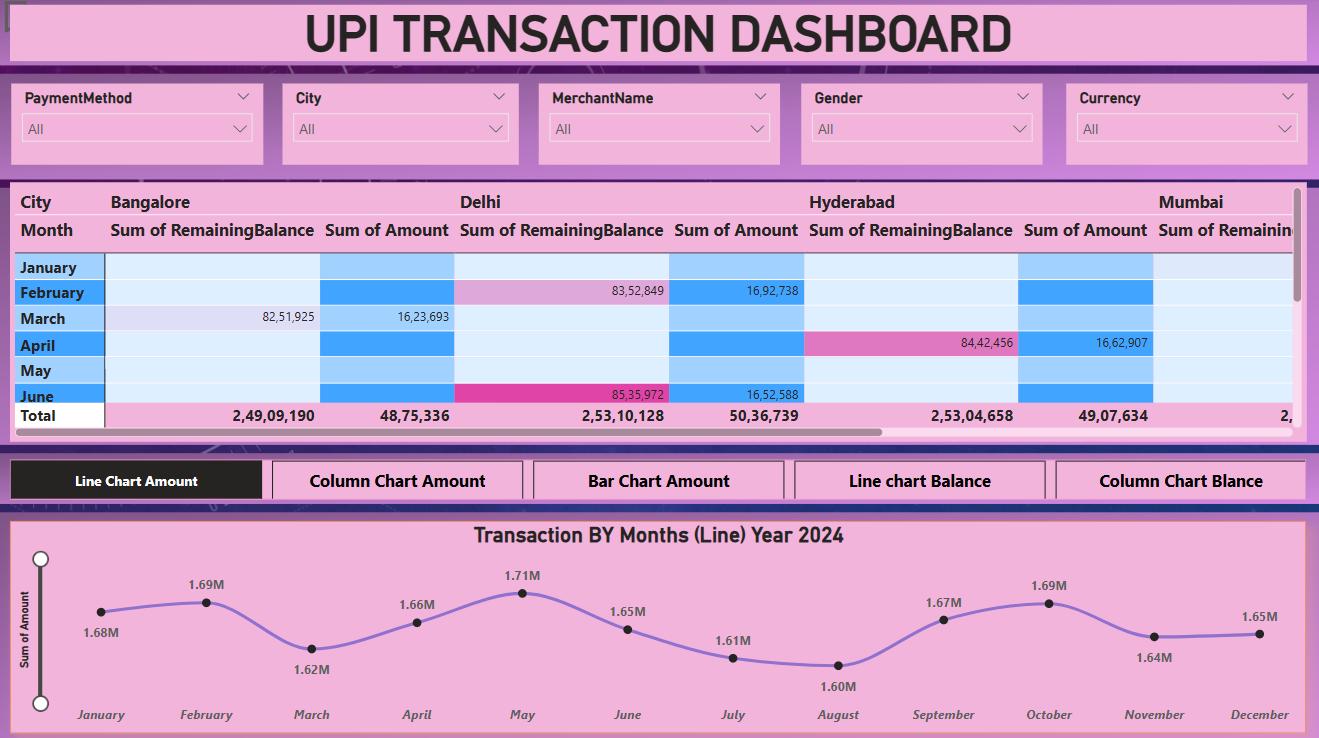 UPI TRANSACTION DASHBOARD
PaymentMethod City MerchantName Gender Currency
All All All All All
City Bangalore Delhi Hyderabad Mumbai
Month Sum of RemainingBalance Sum of Amount Sum of RemainingBalance Sum of Amount Sum of RemainingBalance Sum of Amount Sum of Remainin
January
February 83,52,849 16,92,738
March 82,51,925 16,23,693
April 84,42,456 16,62,907
May
June 85,35,972 16,52,588
Total 2,49,09,190 48,75,336 2,53,10,128 50,36,739 2,53,04,658 49,07,634 2,
Line Chart Amount Column Chart Amount Bar Chart Amount Line chart Balance Column Chart Blance
Transaction BY Months (Line) Year 2024
Sum of Amount
1.68M 1.69M 1.62M 1.66M 1.71M 1.65M 1.61M 1.60M 1.67M 1.69M 1.64M 1.65M
January February March April May June July August September October November December